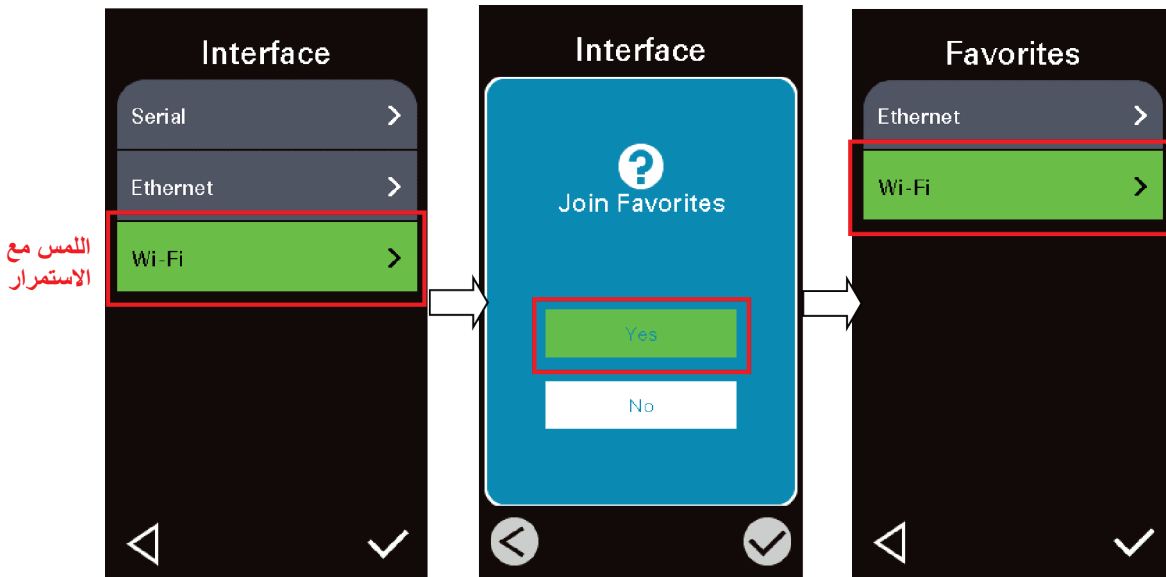 Interface
Serial
Ethernet
Wi-Fi
اللمس مع
الاستمرار
Interface
?
Join Favorites
Yes
No
Favorites
Ethernet
Wi-Fi